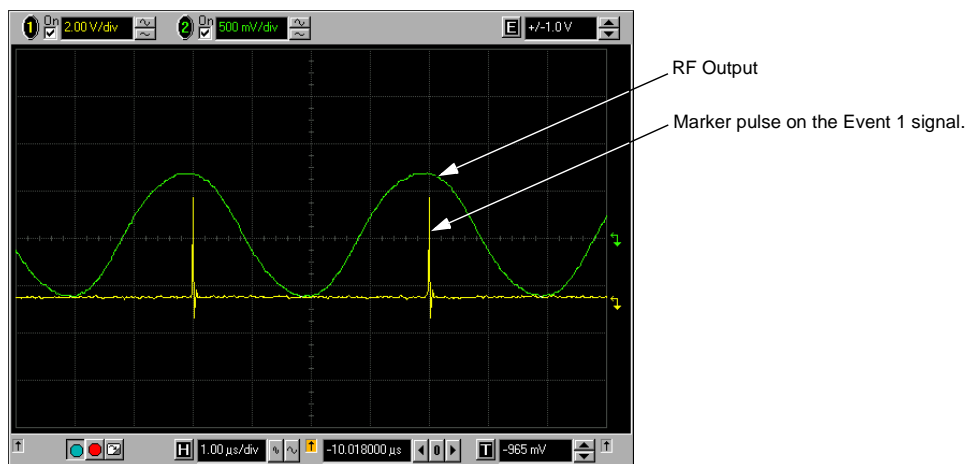 1 On 2.00 V/div 2 On 500 mV/div E +/-1.0 V
RF Output
Marker pulse on the Event 1 signal.
H 1.00 µs/div -10.018000 µs 0 T -965 mV